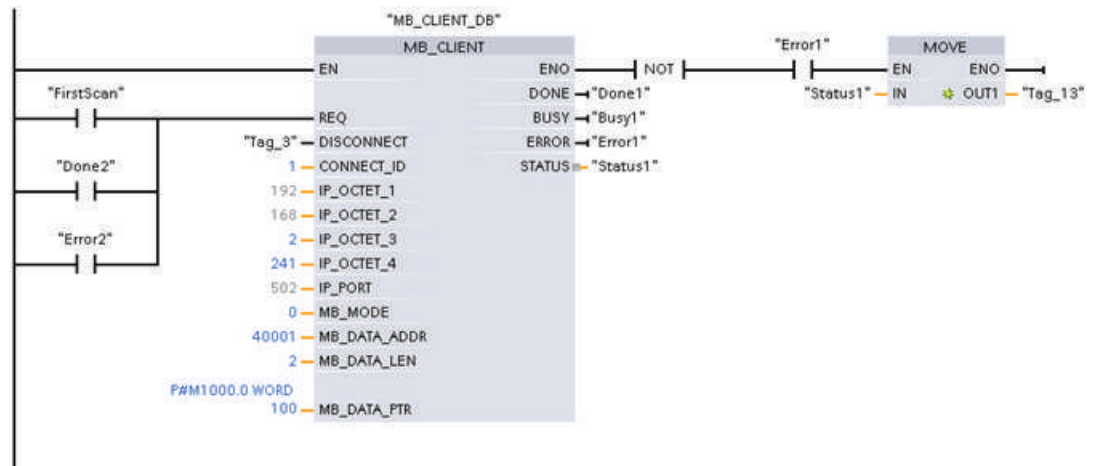 "MB_CLIENT_DB"
MB_CLIENT
"Error1"
MOVE
EN
ENO
NOT
EN
ENO
"FirstScan"
DONE
"Done1"
"Status1"
IN
OUT1
"Tag_13"
REQ
BUSY
"Busy1"
"Tag_3"
DISCONNECT
ERROR
"Error1"
"Done2"
1
CONNECT_ID
STATUS
"Status1"
192
IP_OCTET_1
168
IP_OCTET_2
"Error2"
2
IP_OCTET_3
241
IP_OCTET_4
502
IP_PORT
0
MB_MODE
40001
MB_DATA_ADDR
2
MB_DATA_LEN
P#M1000.0 WORD
100
MB_DATA_PTR